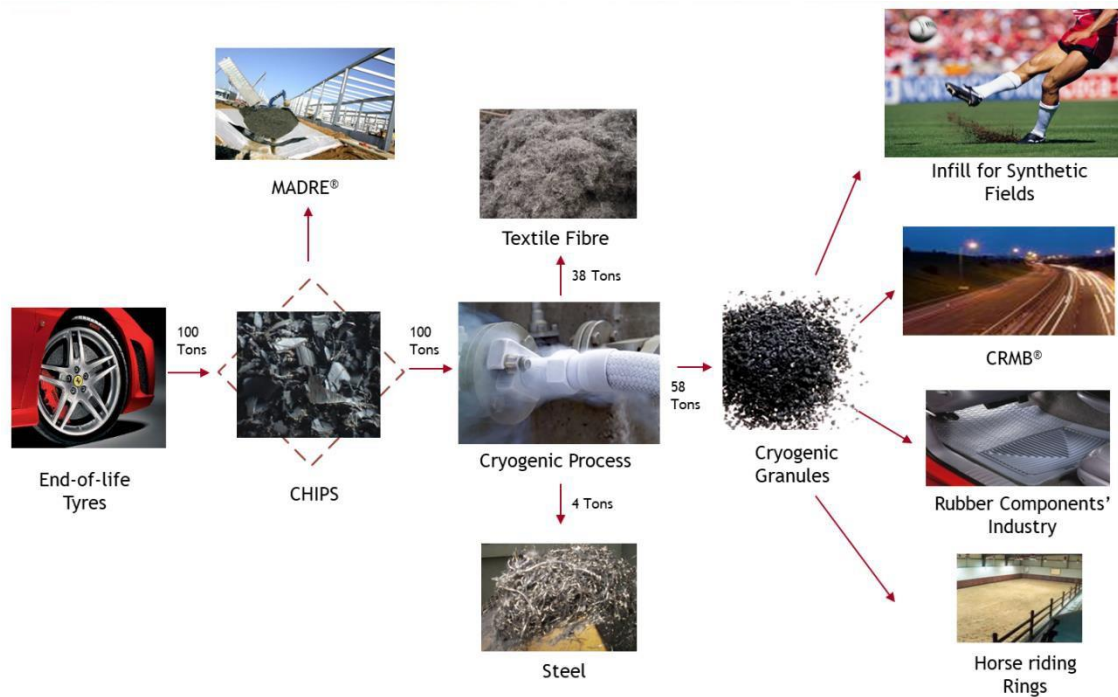 MADRE®
Textile Fibre
38 Tons
100
Tons
100
Tons
End-of-life
Tyres
CHIPS
Cryogenic Process
4 Tons
Steel
58
Tons
Cryogenic
Granules
Infill for Synthetic
Fields
CRMB®
Rubber Components’
Industry
Horse riding
Rings